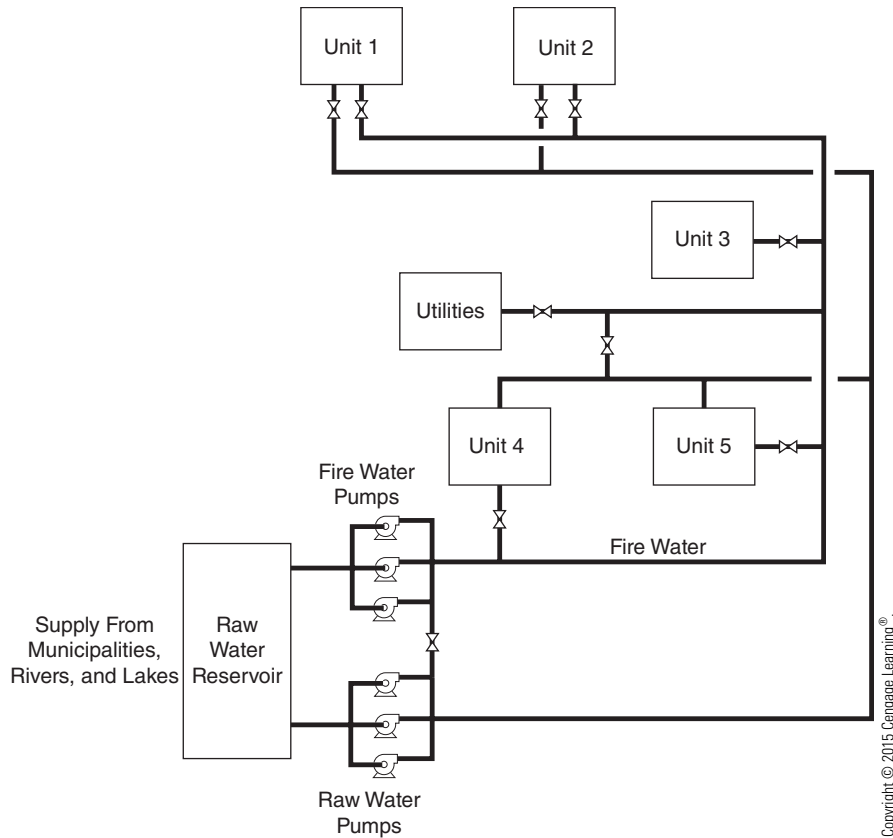 Unit 1
Unit 2
Unit 3
Utilities
Unit 4
Unit 5
Fire Water
Pumps
Fire Water
Supply From
Municipalities,
Rivers, and Lakes
Raw
Water
Reservoir
Raw Water
Pumps
Copyright © 2015 Cengage Learning®.